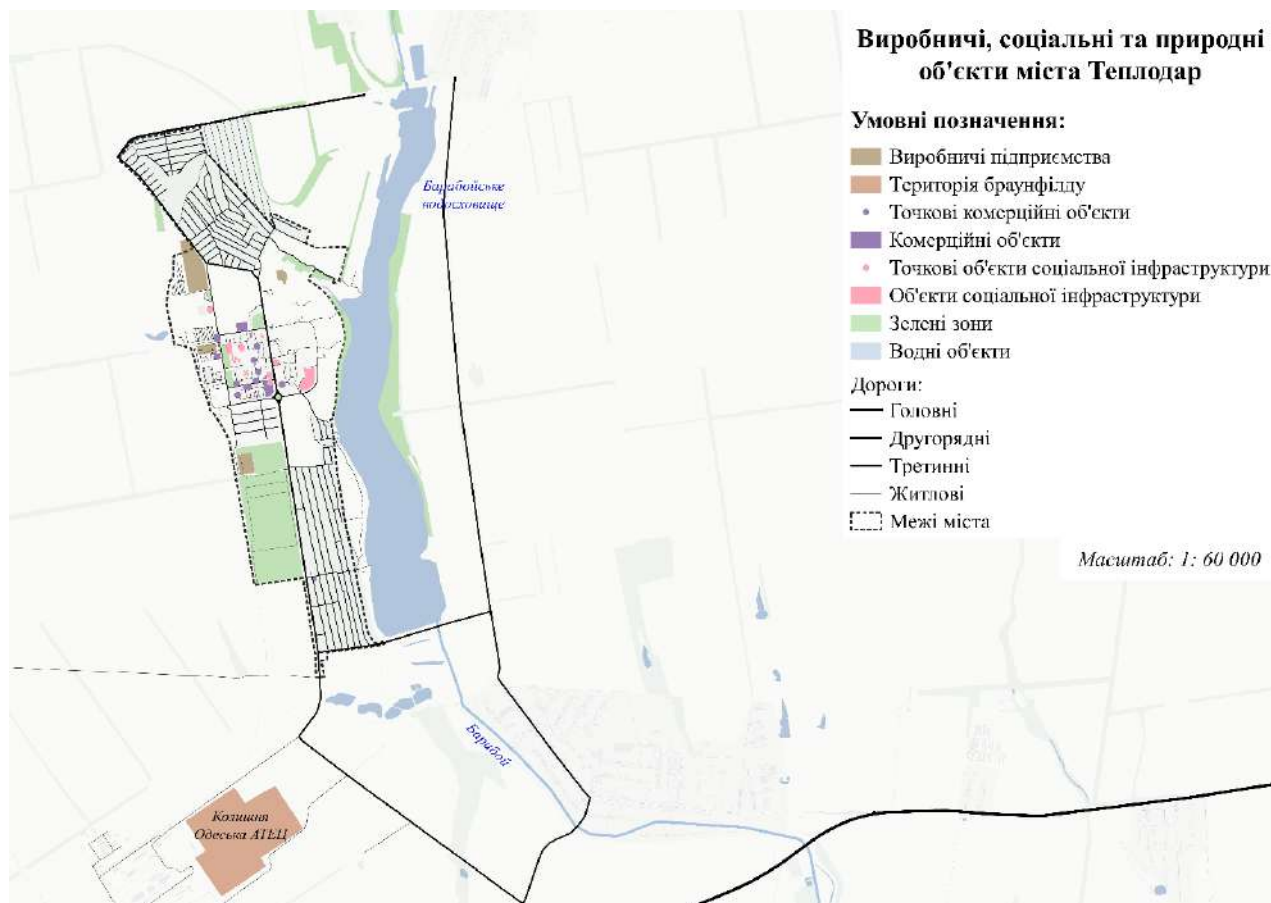 Виробничі, соціальні та природні
об'єкти міста Теплодар
Умовні позначення:
Виробничі підприємства
Територія браунфілду
Точкові комерційні об'єкти
Комерційні об'єкти
Точкові об'єкти соціальної інфраструктури
Об'єкти соціальної інфраструктури
Зелені зони
Водні об'єкти
Дороги:
Головні
Другорядні
Третинні
Житлові
Межі міста
Масштаб: 1: 60 000
Барабойське
водосховище
Барабой
Колишня
Одеська АТЕЦ